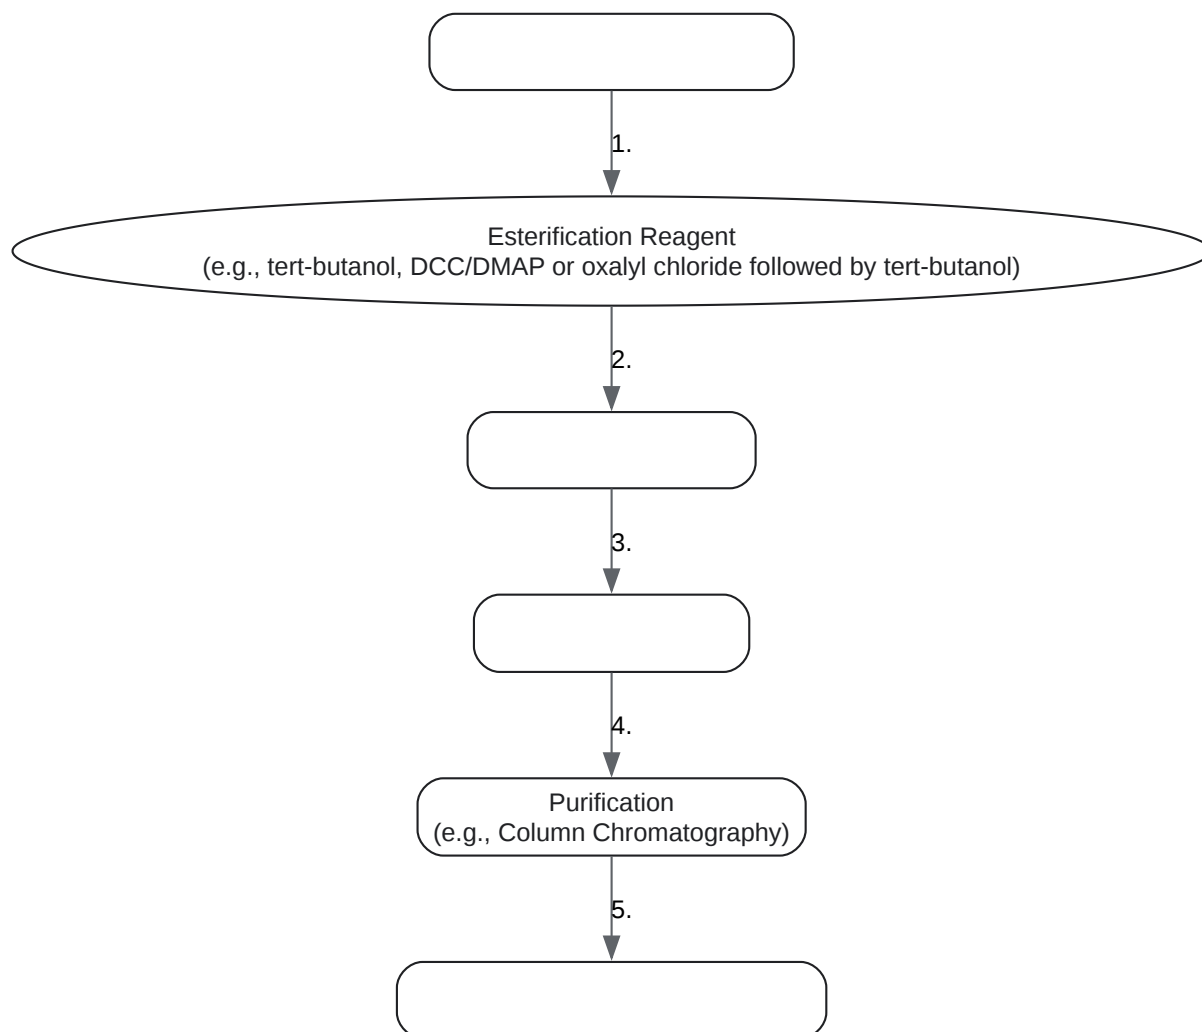 1.
Esterification Reagent
(e.g., tert-butanol, DCC/DMAP or oxalyl chloride followed by tert-butanol)
2.
3.
4.
Purification
(e.g., Column Chromatography)
5.